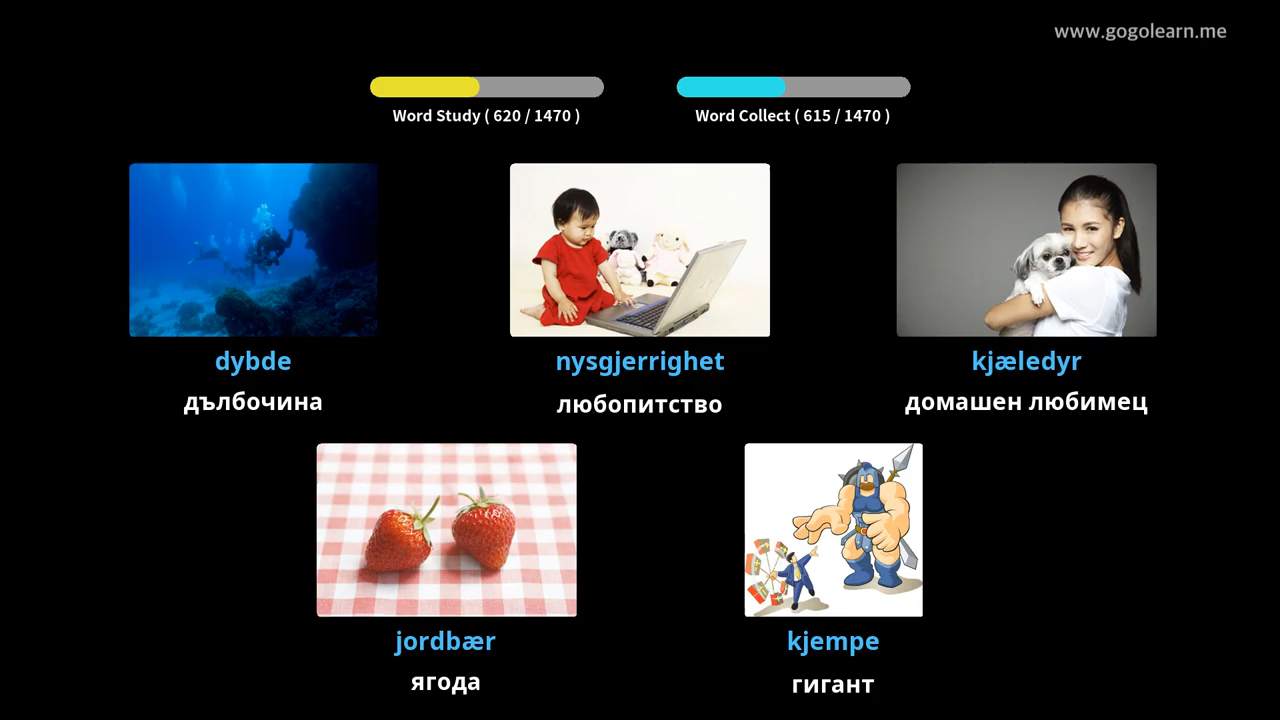 www.gogolearn.me
Word Study ( 620 / 1470 )
Word Collect ( 615 / 1470 )
dybde
nysgjerrighet
kjæledyr
дълбочина
любопитство
домашен любимец
jordbær
kjempe
ягода
гигант